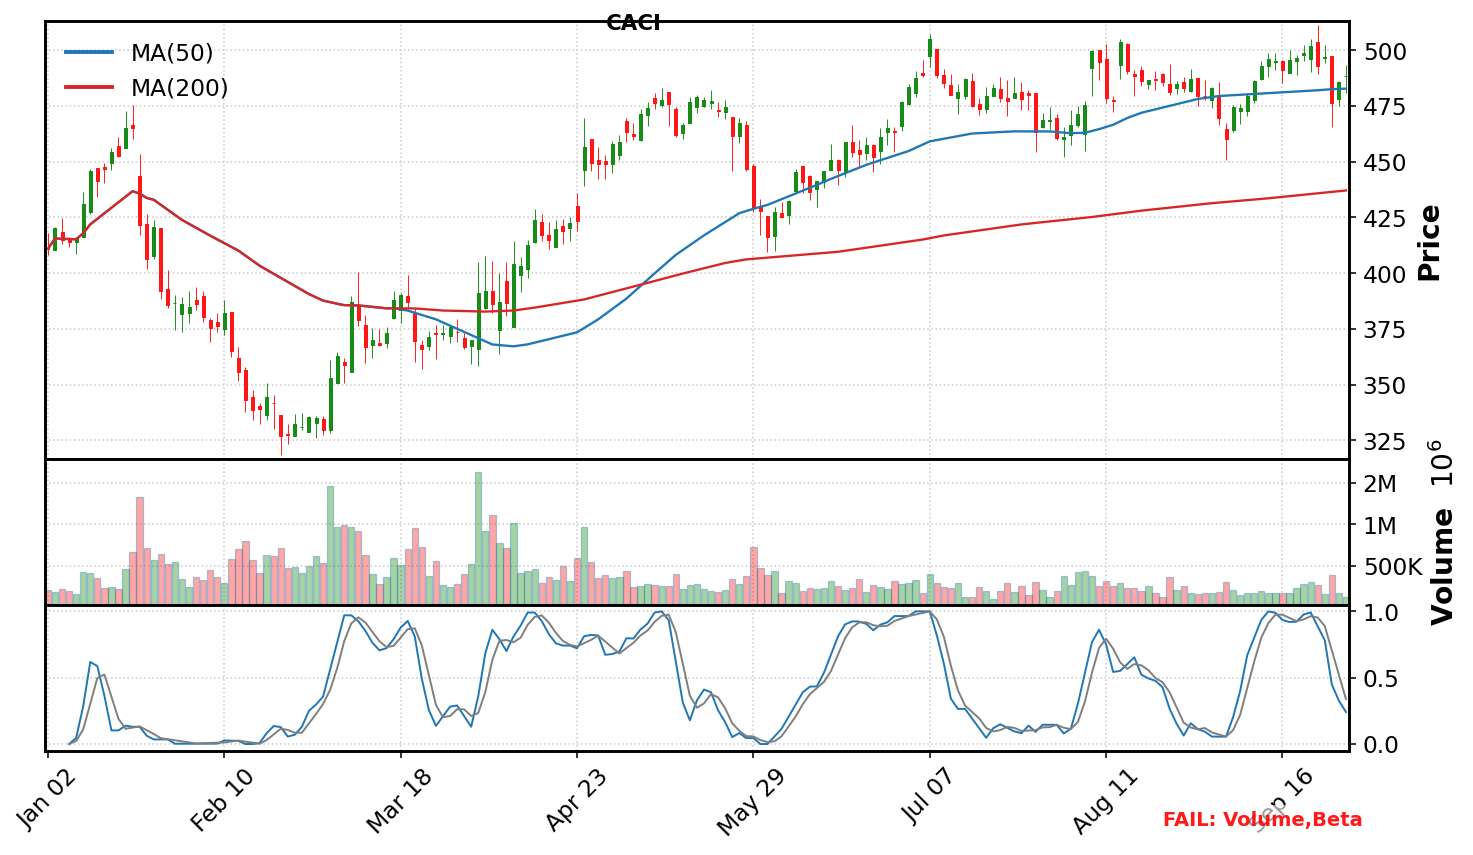 CACI
MA(50)
MA(200)
500
475
450
425
400
375
350
325
Price
10^6
2M
1M
500K
Volume
1.0
0.5
0.0
Jan 02
Feb 10
Mar 18
Apr 23
May 29
Jul 07
Aug 11
Sep 16
FAIL: Volume,Beta